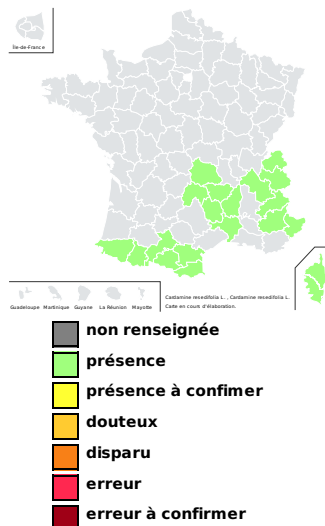 Île-de-France
Guadeloupe Martinique Guyane La Réunion Mayotte
Cardamine resedifolia L. , Cardamine resedifolia L.
Carte en cours d'élaboration.
non renseignée
présence
présence à confimer
douteux
disparu
erreur
erreur à confirmer